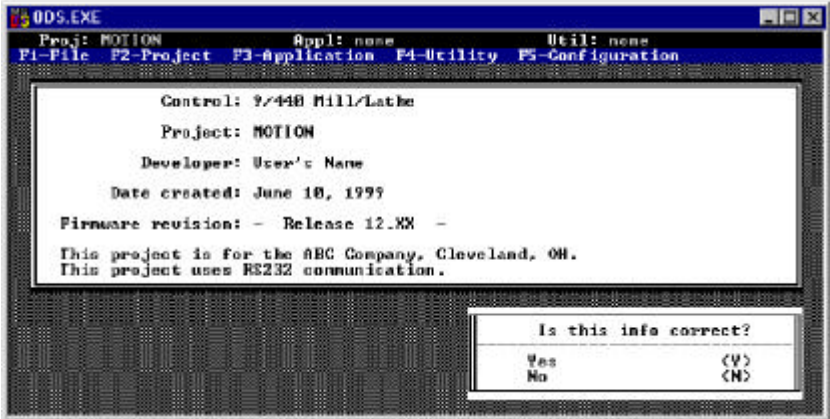 ODS.EXE
Proj: MOTION Appl: none Util: none
F1-File F2-Project F3-Application F4-Utility F5-Configuration
Control: 9/440 Mill/Lathe
Project: MOTION
Developer: User's Name
Date created: June 10, 1999
Firmware revision: - Release 12.XX -
This project is for the ABC Company, Cleveland, OH.
This project uses RS232 communication.
Is this info correct?
Yes (Y)
No (N)